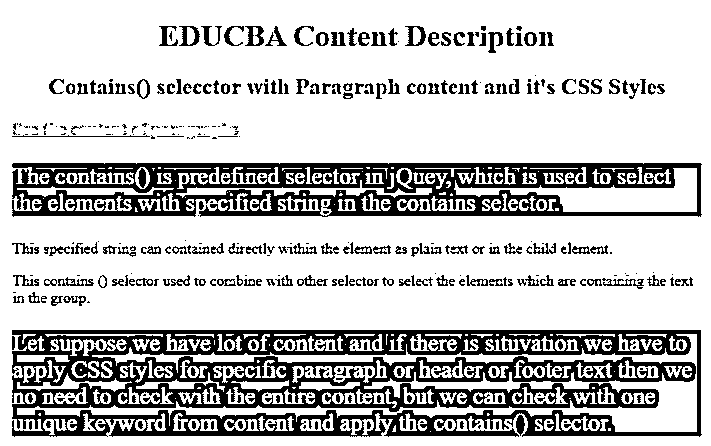 EDUCBA Content Description
Contains() selecctor with Paragraph content and it's CSS Styles
See the content of paragraphs
The contains() is predefined selector in jQuey, which is used to select
the elements with specified string in the contains selector.
This specified string can contained directly within the element as plain text or in the child element.
This contains () selector used to combine with other selector to select the elements which are containing the text
in the group.
Let suppose we have lot of content and if there is situvation we have to
apply CSS styles for specific paragraph or header or footer text then we
no need to check with the entire content, but we can check with one
unique keyword from content and apply the contains() selector.